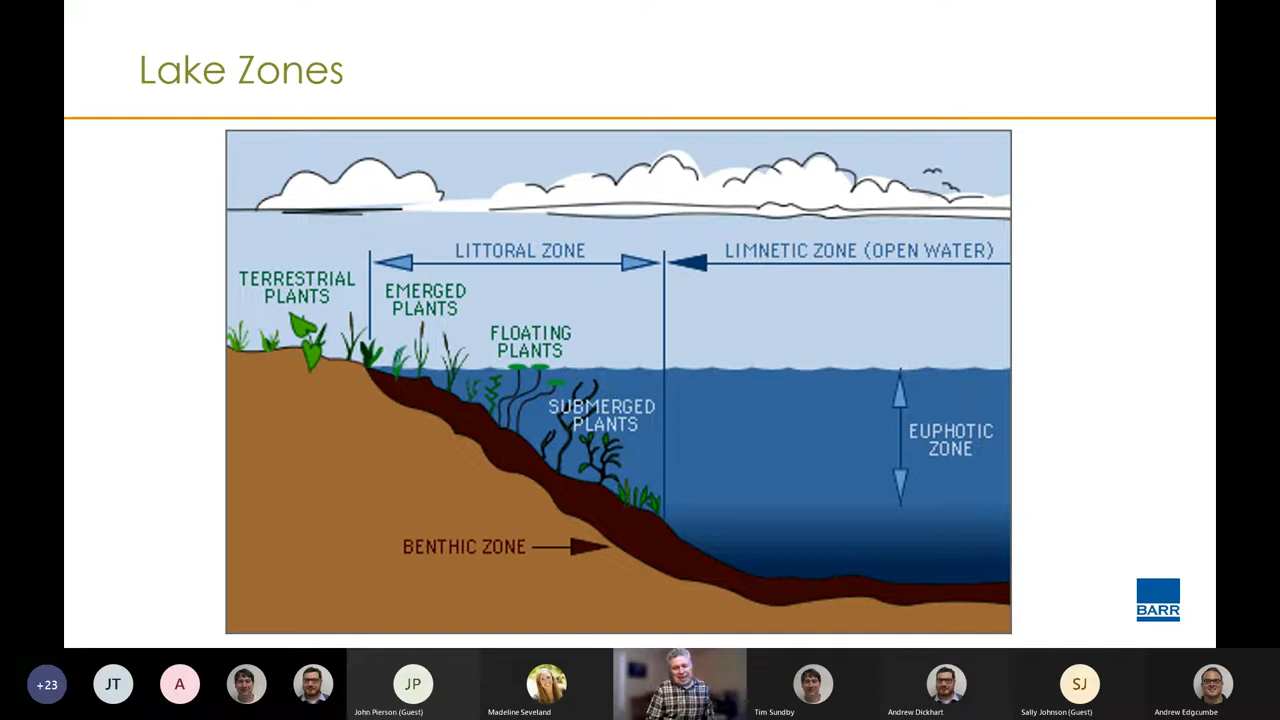 Lake Zones
LITTORAL ZONE
LIMNETIC ZONE (OPEN WATER)
TERRESTRIAL
PLANTS
EMERGED
PLANTS
FLOATING
PLANTS
SUBMERGED
PLANTS
EUPHOTIC
ZONE
BENTHIC ZONE
BARR
+23
JT
A
JP
SJ
John Pierson (Guest)
Madeline Seveland
Tim Sundby
Andrew Dickhart
Sally Johnson (Guest)
Andrew Edgcumbe